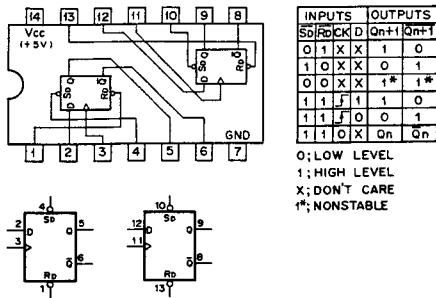 14 13 12 11 10 9 8
Vcc
(+5V)
SD Q RD
D Q̅
SD Q RD
D Q̅
GND
1 2 3 4 5 6 7
INPUTS OUTPUTS
S̅D̅ R̅D̅ CK D Qn+1 Q̅n+1
0 1 X X 1 0
1 0 X X 0 1
0 0 X X 1* 1*
1 1 1 1 0
1 1 0 0 1
1 1 0 X Qn Q̅n
0; LOW LEVEL
1; HIGH LEVEL
X; DON'T CARE
1*; NONSTABLE
4 10
SD SD
2 D Q 5 12 D Q 9
3 11
Q̅ 6 Q̅ 8
RD RD
1 13